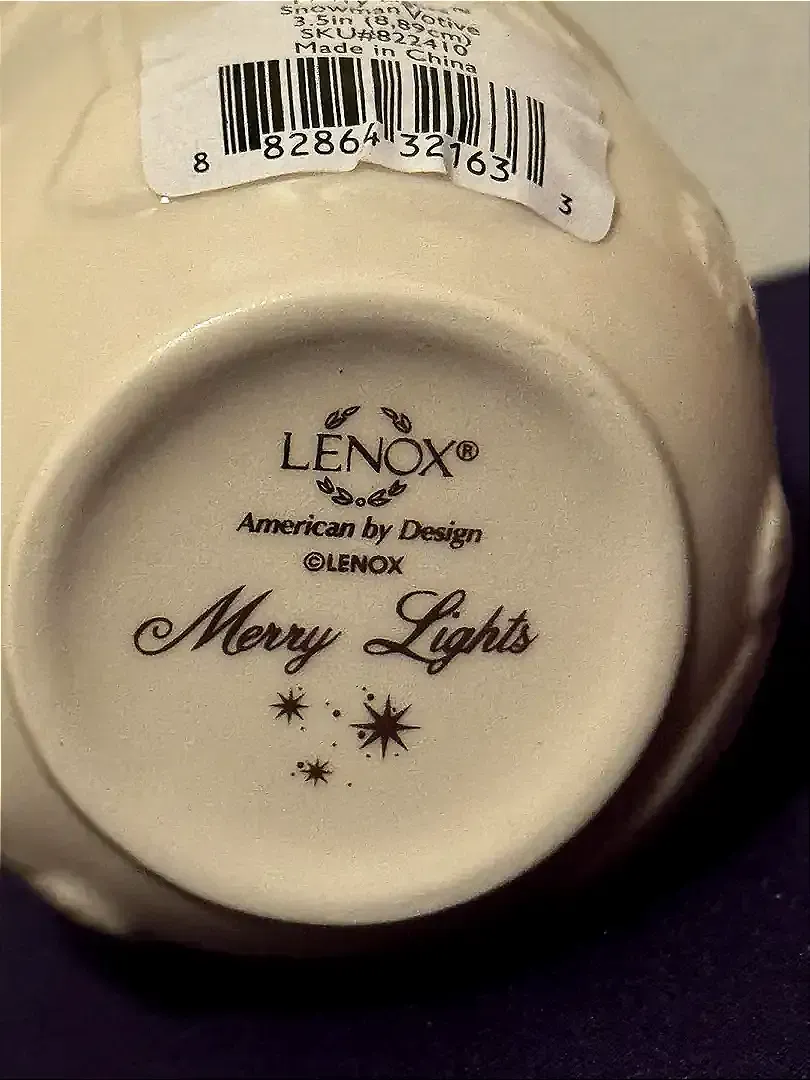 Snowman Votive
3.5in (8,89cm)
SKU#822410
Made in China
8 82864 32163 3
LENOX®
American by Design
©LENOX
Merry Lights